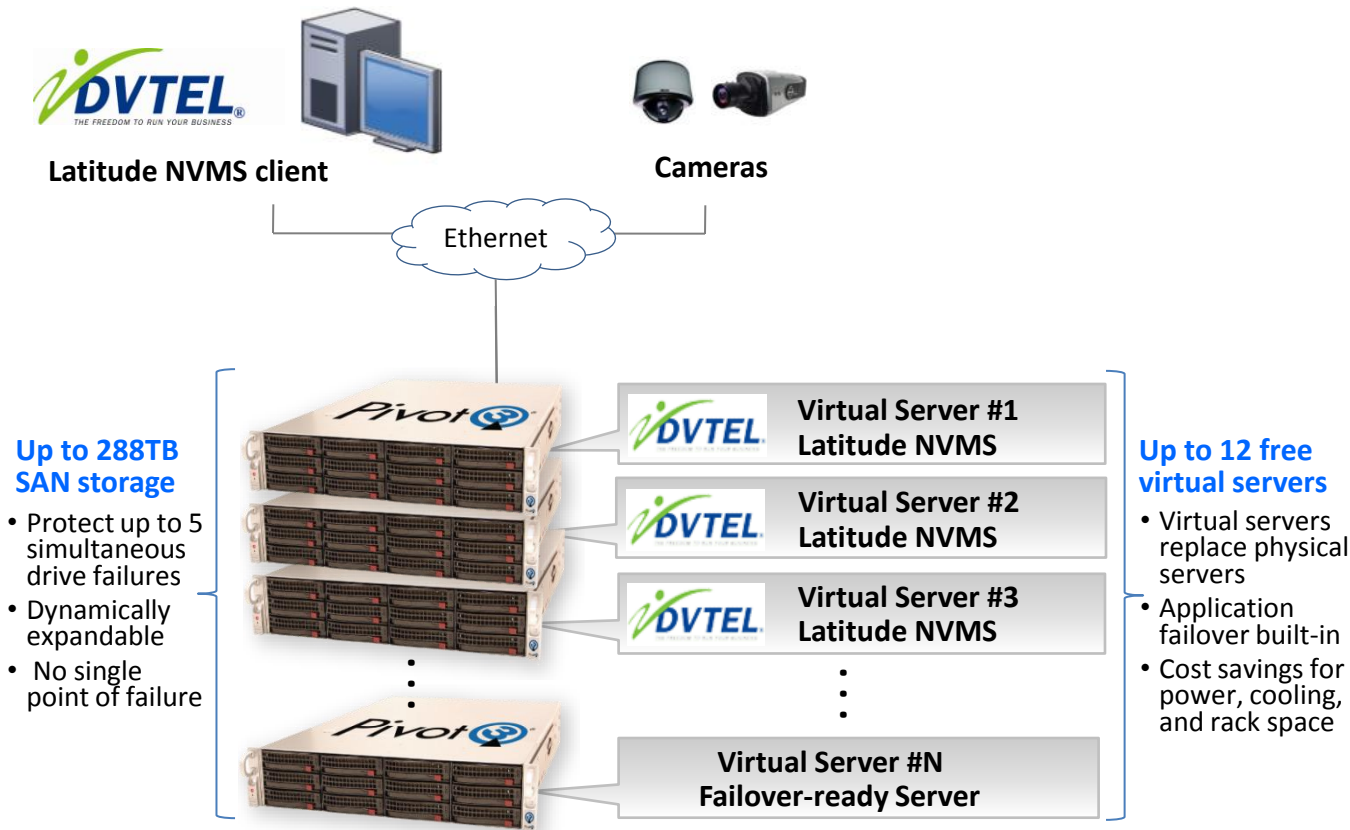 DVTEL®
THE FREEDOM TO RUN YOUR BUSINESS
Latitude NVMS client
Cameras
Ethernet
Up to 288TB
SAN storage
• Protect up to 5
simultaneous
drive failures
• Dynamically
expandable
• No single
point of failure
Pivot3
DVTEL
Virtual Server #1
Latitude NVMS
DVTEL
Virtual Server #2
Latitude NVMS
DVTEL
Virtual Server #3
Latitude NVMS
Pivot3
Virtual Server #N
Failover-ready Server
Up to 12 free
virtual servers
• Virtual servers
replace physical
servers
• Application
failover built-in
• Cost savings for
power, cooling,
and rack space